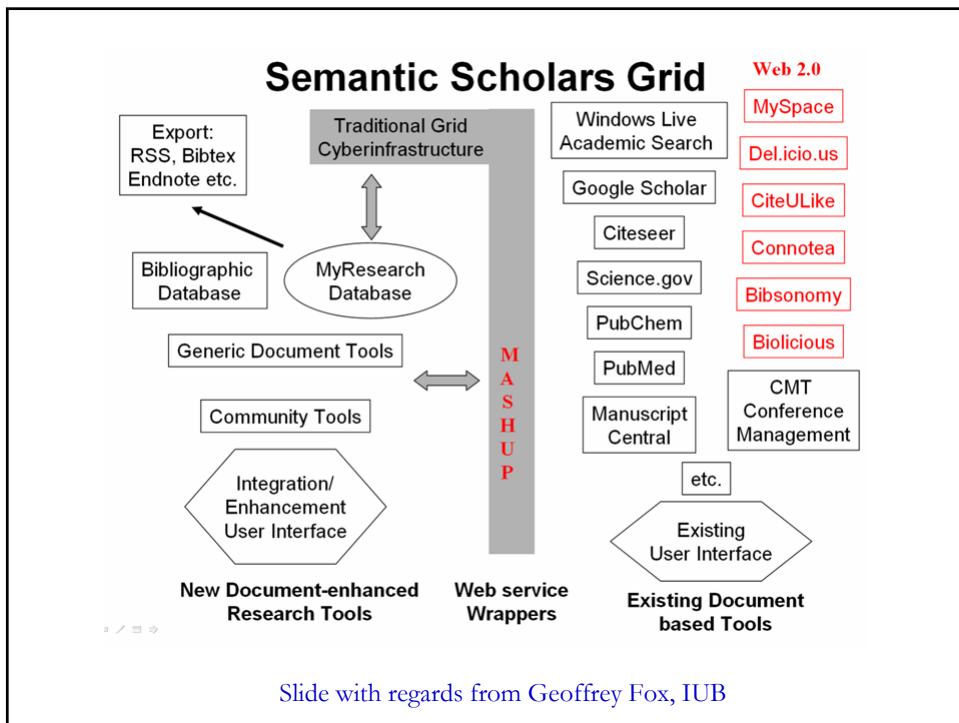 Semantic Scholars Grid
Web 2.0
Export:
RSS, Bibtex
Endnote etc.
Traditional Grid
Cyberinfrastructure
Bibliographic
Database
MyResearch
Database
Generic Document Tools
Community Tools
Integration/
Enhancement
User Interface
New Document-enhanced
Research Tools
M
A
S
H
U
P
Web service
Wrappers
Windows Live
Academic Search
Google Scholar
Citeseer
Science.gov
PubChem
PubMed
Manuscript
Central
MySpace
Del.icio.us
CiteULike
Connotea
Bibsonomy
Biolicious
CMT
Conference
Management
etc.
Existing
User Interface
Existing Document
based Tools
Slide with regards from Geoffrey Fox, IUB